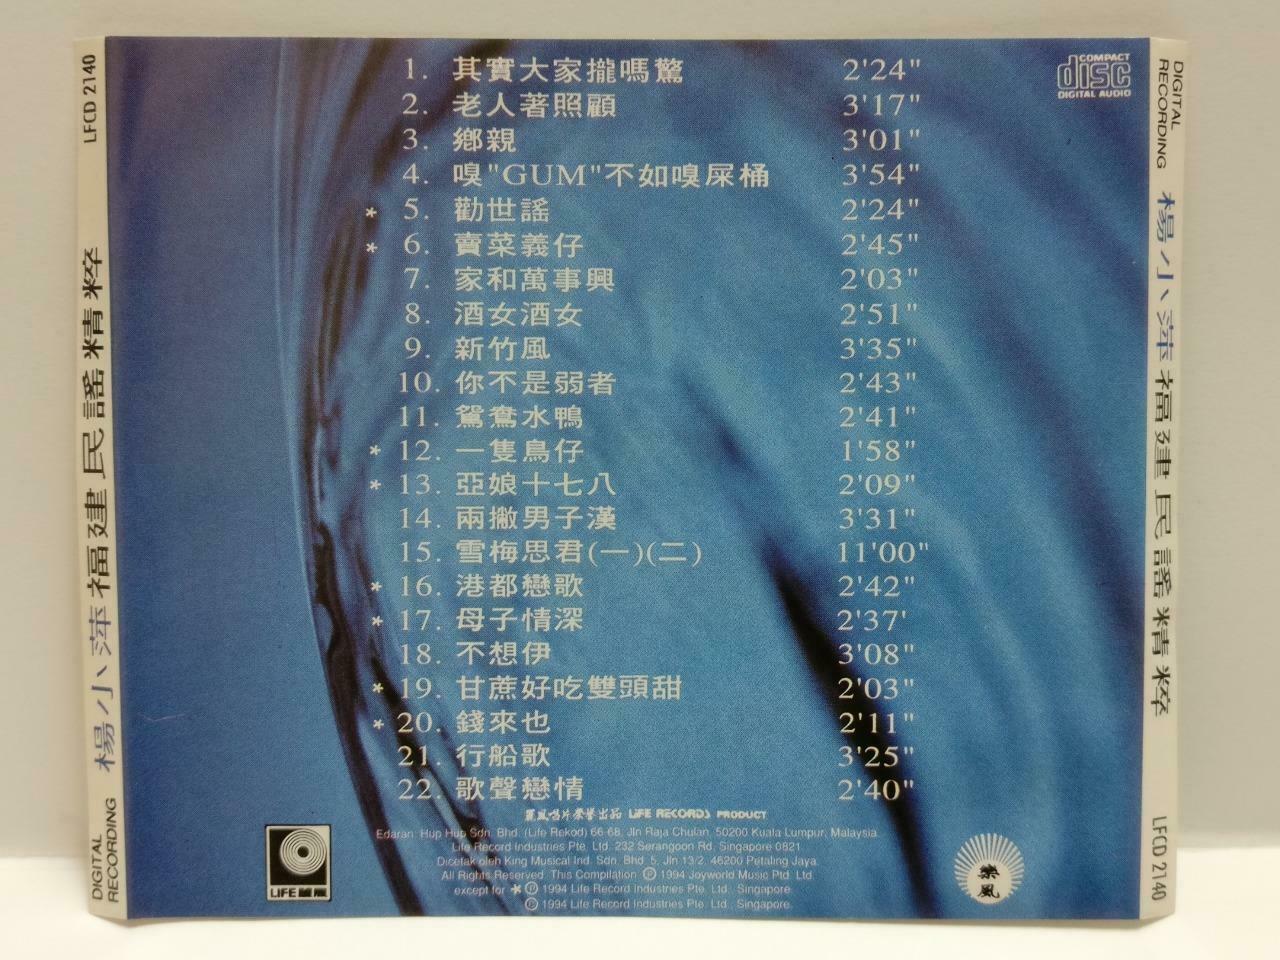 LFCD 2140
楊小萍福建民謠精粹
DIGITAL
RECORDING
1. 其實大家攏嗎驚 2'24"
2. 老人著照顧 3'17"
3. 鄉親 3'01"
4. 嗅"GUM"不如嗅屎桶 3'54"
* 5. 勸世謠 2'24"
* 6. 賣菜義仔 2'45"
7. 家和萬事興 2'03"
8. 酒女酒女 2'51"
9. 新竹風 3'35"
10. 你不是弱者 2'43"
11. 鴛鴦水鴨 2'41"
* 12. 一隻鳥仔 1'58"
* 13. 亞娘十七八 2'09"
14. 兩撇男子漢 3'31"
15. 雪梅思君(一)(二) 11'00"
* 16. 港都戀歌 2'42"
* 17. 母子情深 2'37'
18. 不想伊 3'08"
* 19. 甘蔗好吃雙頭甜 2'03"
* 20. 錢來也 2'11"
21. 行船歌 3'25"
22. 歌聲戀情 2'40"
麗風唱片榮譽出品 LIFE RECORDS PRODUCT
Edaran: Hup Hup Sdn. Bhd. (Life Rekod) 66-68, Jln Raja Chulan, 50200 Kuala Lumpur, Malaysia.
Life Record Industries Pte. Ltd. 232 Serangoon Rd, Singapore 0821.
Dicetak oleh King Musical Ind. Sdn. Bhd. 5, Jln 13/2, 46200 Petaling Jaya.
All Rights Reserved. This Compilation Ⓟ 1994 Joyworld Music Ptd. Ltd.
except for * Ⓟ 1994 Life Record Industries Pte. Ltd., Singapore.
© 1994 Life Record Industries Pte. Ltd., Singapore.
LIFE 麗風
樂風
COMPACT
disc
DIGITAL AUDIO
DIGITAL
RECORDING
楊小萍福建民謠精粹
LFCD 2140